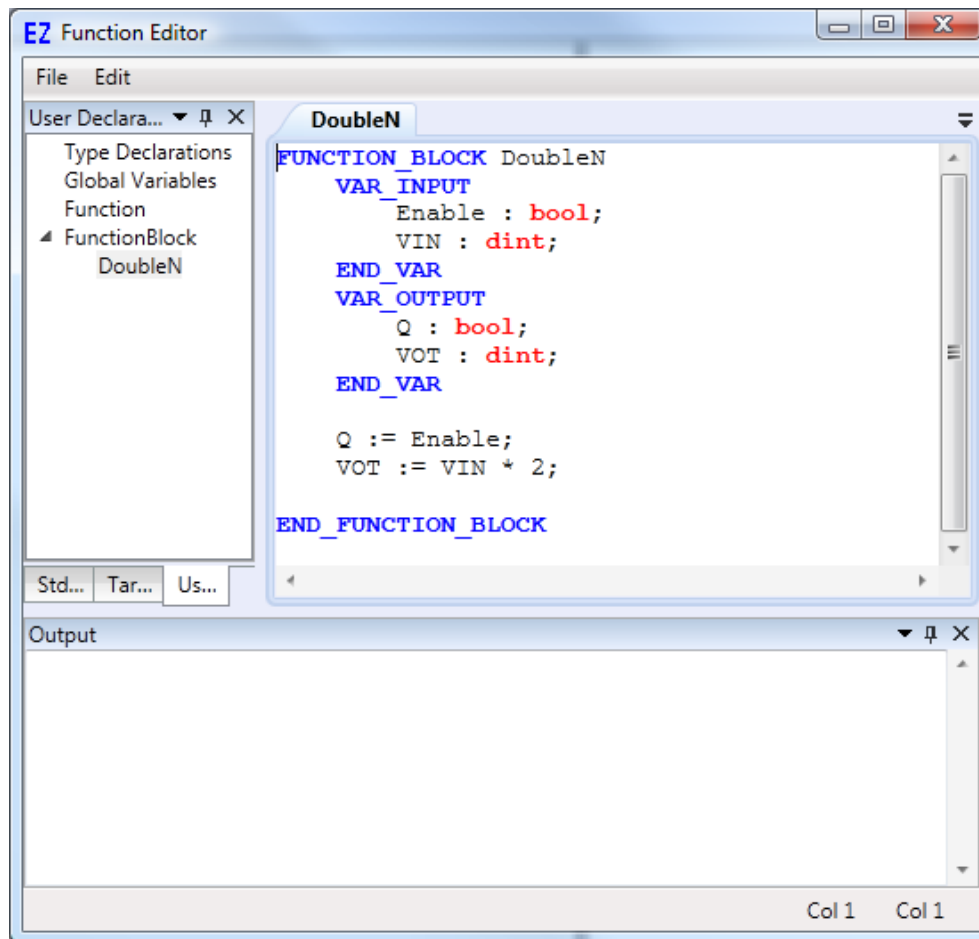 EZ Function Editor
File Edit
User Declara...
Type Declarations
Global Variables
Function
FunctionBlock
DoubleN
Std... Tar... Us...
DoubleN
FUNCTION_BLOCK DoubleN
VAR_INPUT
Enable : bool;
VIN : dint;
END_VAR
VAR_OUTPUT
Q : bool;
VOT : dint;
END_VAR
Q := Enable;
VOT := VIN * 2;
END_FUNCTION_BLOCK
Output
Col 1 Col 1